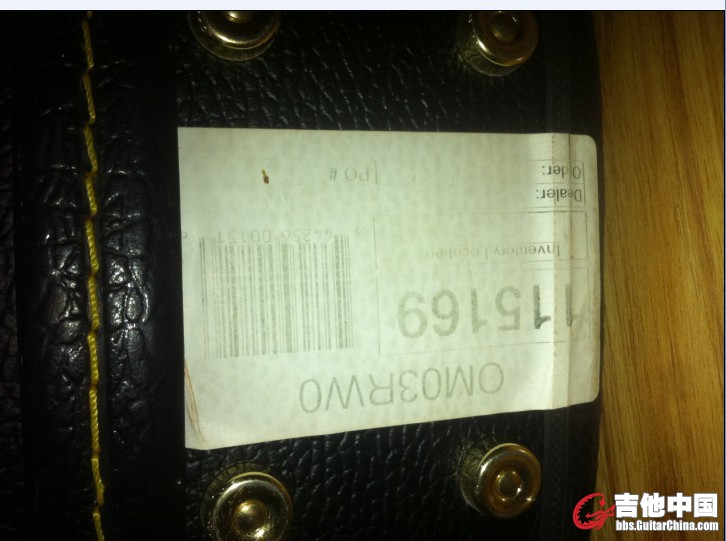 OM03RW0
115169
Inventory Location
Dealer:
Order:
PO #
吉他中国
bbs.GuitarChina.com